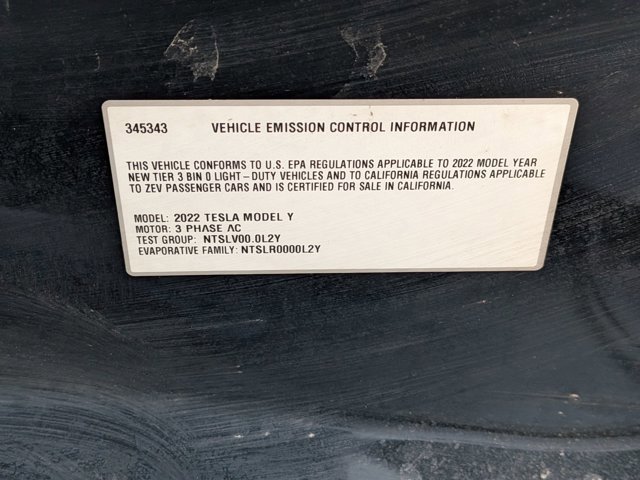 345343 VEHICLE EMISSION CONTROL INFORMATION
THIS VEHICLE CONFORMS TO U.S. EPA REGULATIONS APPLICABLE TO 2022 MODEL YEAR
NEW TIER 3 BIN 0 LIGHT – DUTY VEHICLES AND TO CALIFORNIA REGULATIONS APPLICABLE
TO ZEV PASSENGER CARS AND IS CERTIFIED FOR SALE IN CALIFORNIA.
MODEL: 2022 TESLA MODEL Y
MOTOR: 3 PHASE AC
TEST GROUP: NTSLV00.0L2Y
EVAPORATIVE FAMILY: NTSLR0000L2Y